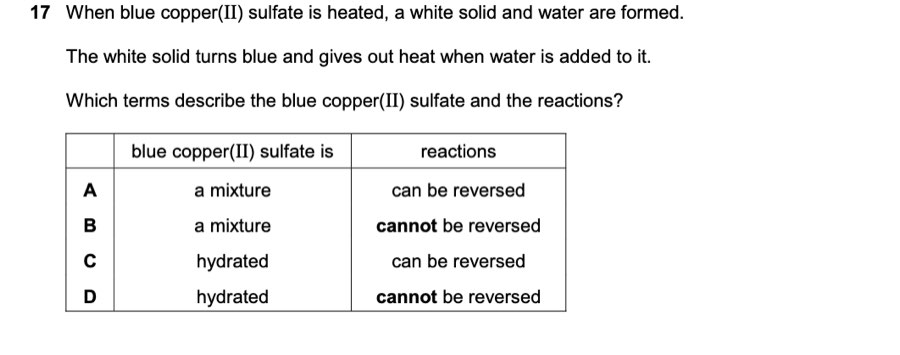 17 When blue copper(II) sulfate is heated, a white solid and water are formed.
The white solid turns blue and gives out heat when water is added to it.
Which terms describe the blue copper(II) sulfate and the reactions?
blue copper(II) sulfate is reactions
A a mixture can be reversed
B a mixture cannot be reversed
C hydrated can be reversed
D hydrated cannot be reversed